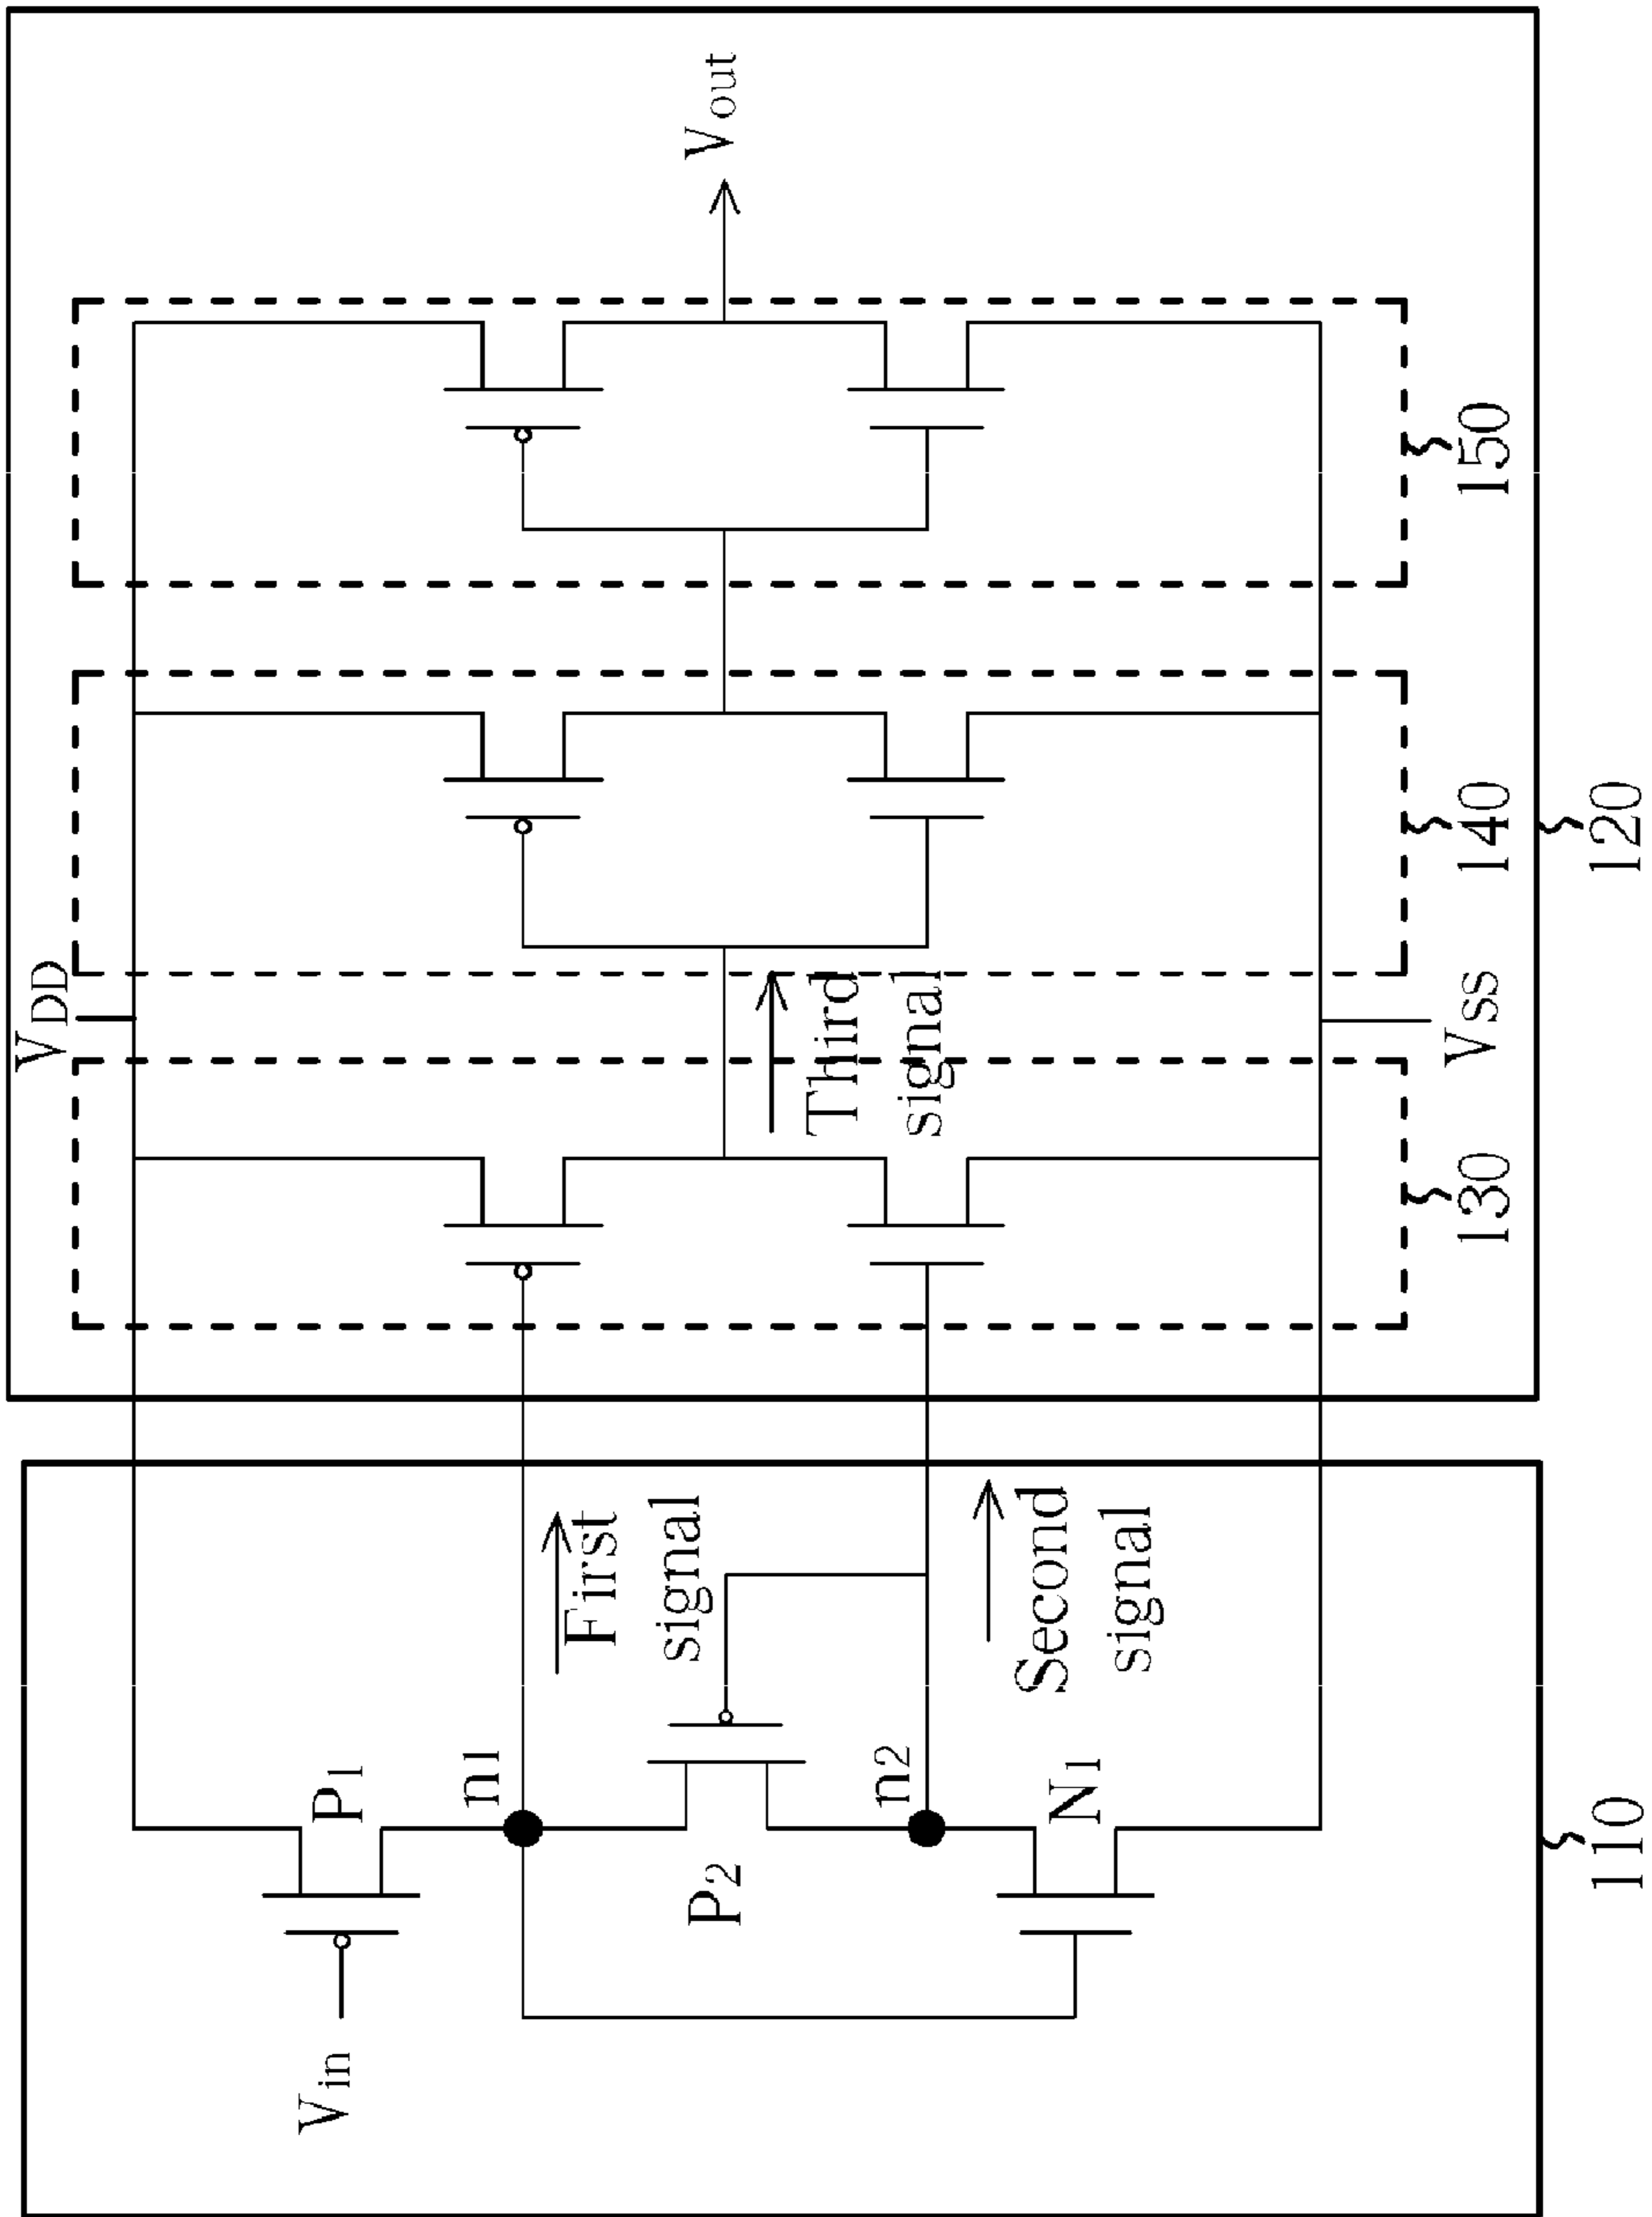 Vin
P1
n1
P2
n2
N1
First
signal
Second
signal
110
VDD
Third
signal
Vss
130
140
150
120
Vout